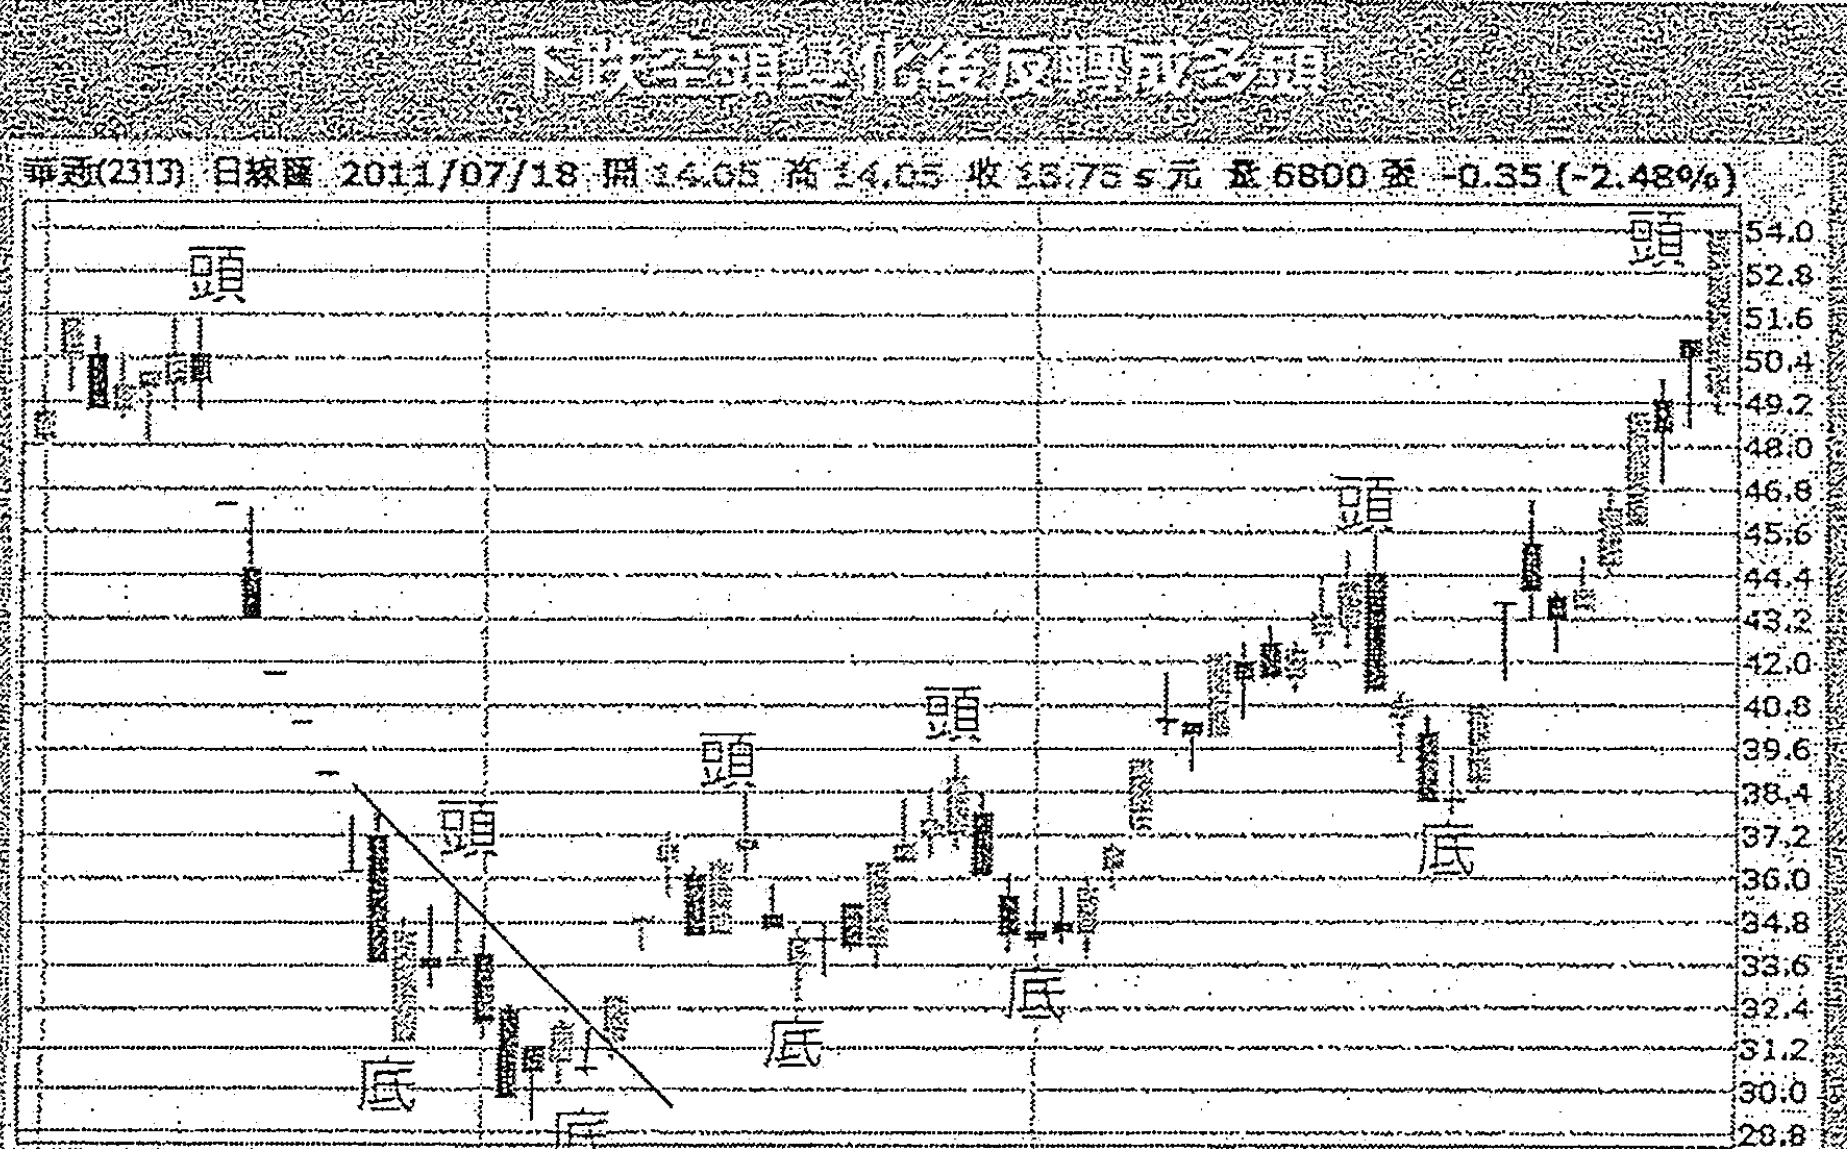 下跌空頭變化後反轉成多頭
華通(2313) 日線圖 2011/07/18 開 14.05 高 14.05 收 13.75 s 元 量 6800 張 -0.35 (-2.48%)
頭
頭
54.0
52.8
51.6
50.4
49.2
48.0
頭
46.8
45.6
44.4
43.2
42.0
頭
40.8
頭
39.6
38.4
頭
37.2
底
36.0
34.8
33.6
底
32.4
底
31.2
底
30.0
底
28.8